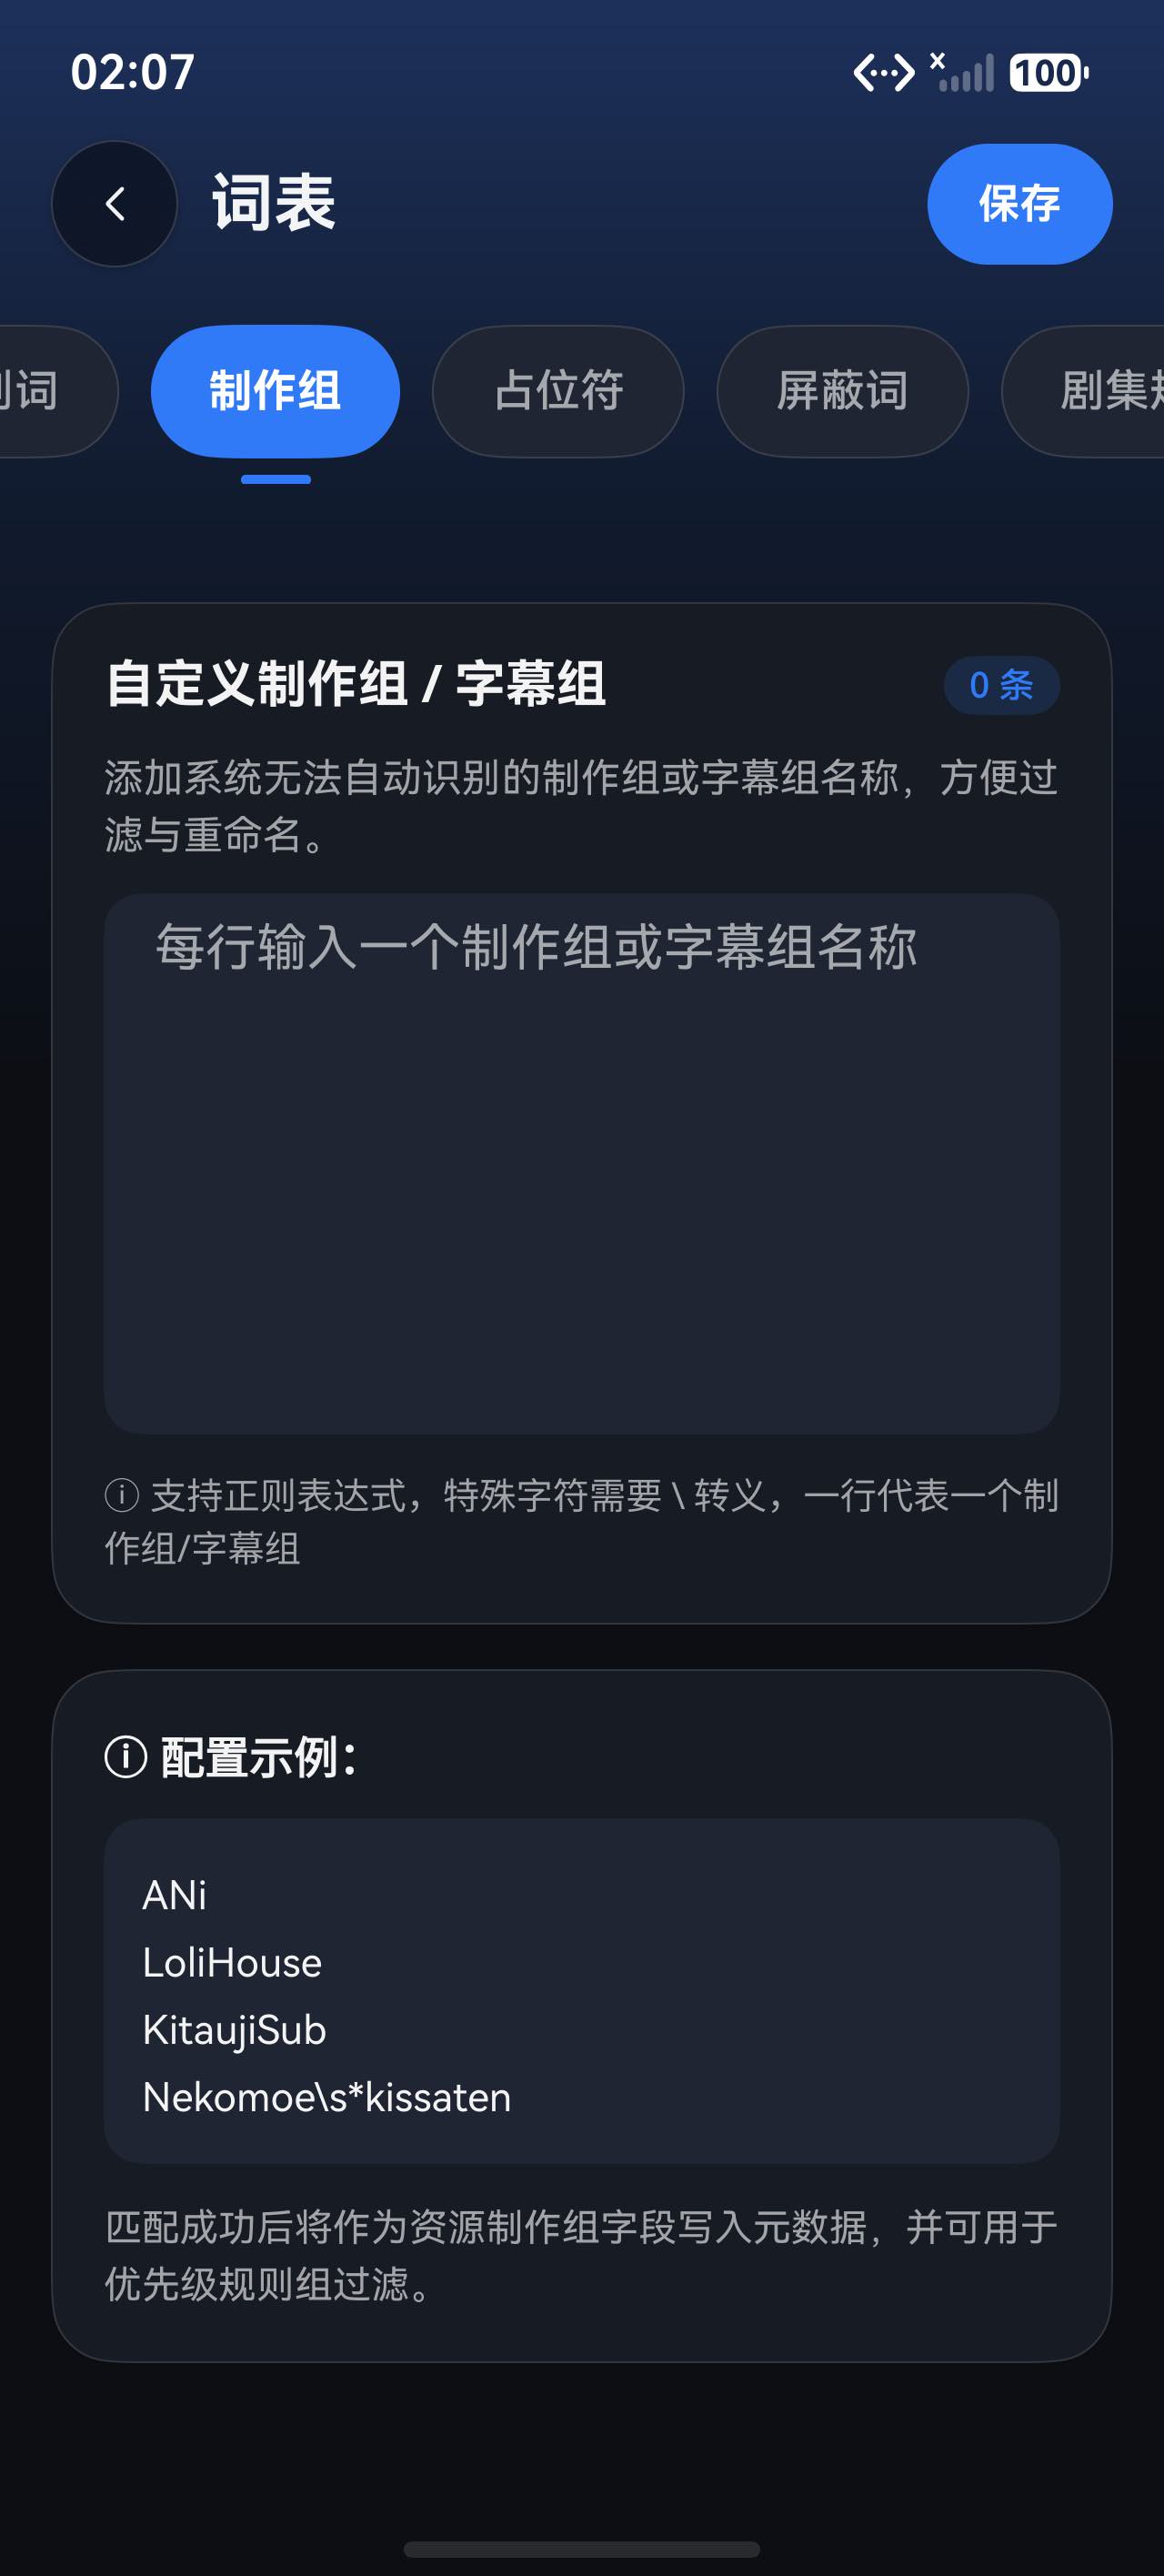 02:07
100
词表
保存
别词
制作组
占位符
屏蔽词
剧集
自定义制作组 / 字幕组
0 条
添加系统无法自动识别的制作组或字幕组名称，方便过
滤与重命名。
每行输入一个制作组或字幕组名称
ⓘ 支持正则表达式，特殊字符需要 \ 转义，一行代表一个制
作组/字幕组
ⓘ 配置示例：
ANi
LoliHouse
KitaujiSub
Nekomoe\s*kissaten
匹配成功后将作为资源制作组字段写入元数据，并可用于
优先级规则组过滤。